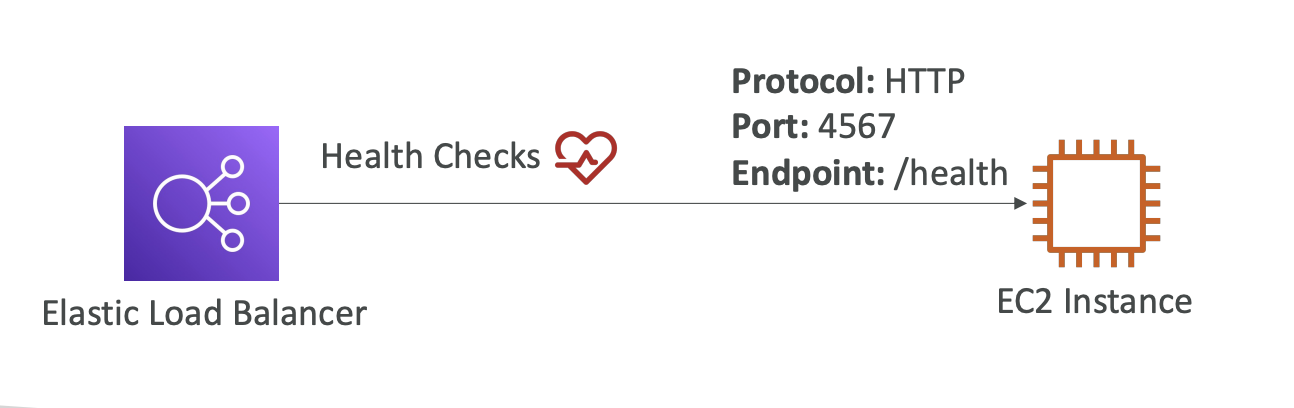 Protocol: HTTP
Port: 4567
Endpoint: /health
Health Checks
Elastic Load Balancer
EC2 Instance